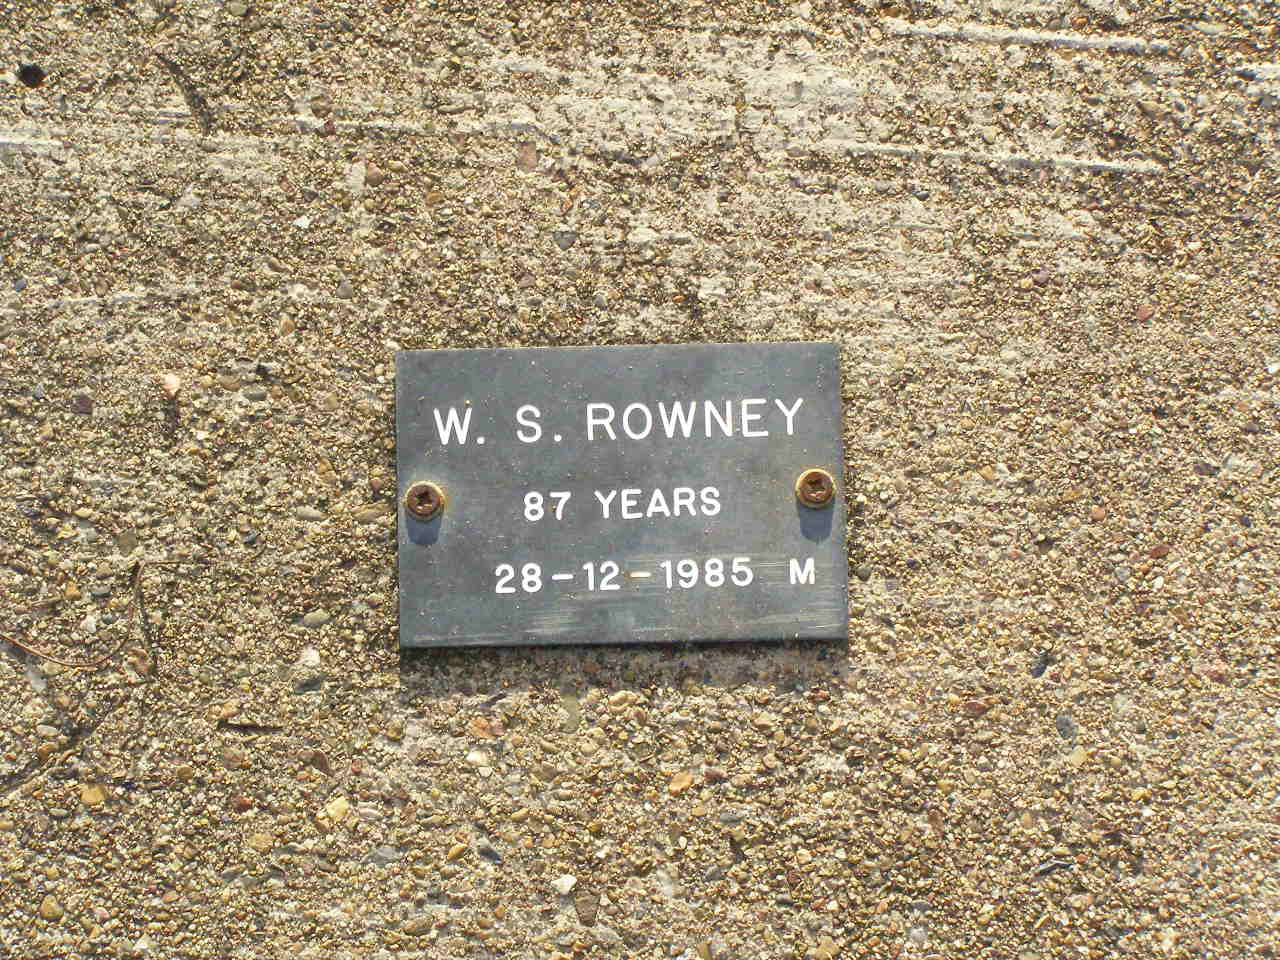 W. S. ROWNEY
87 YEARS
28-12-1985 M